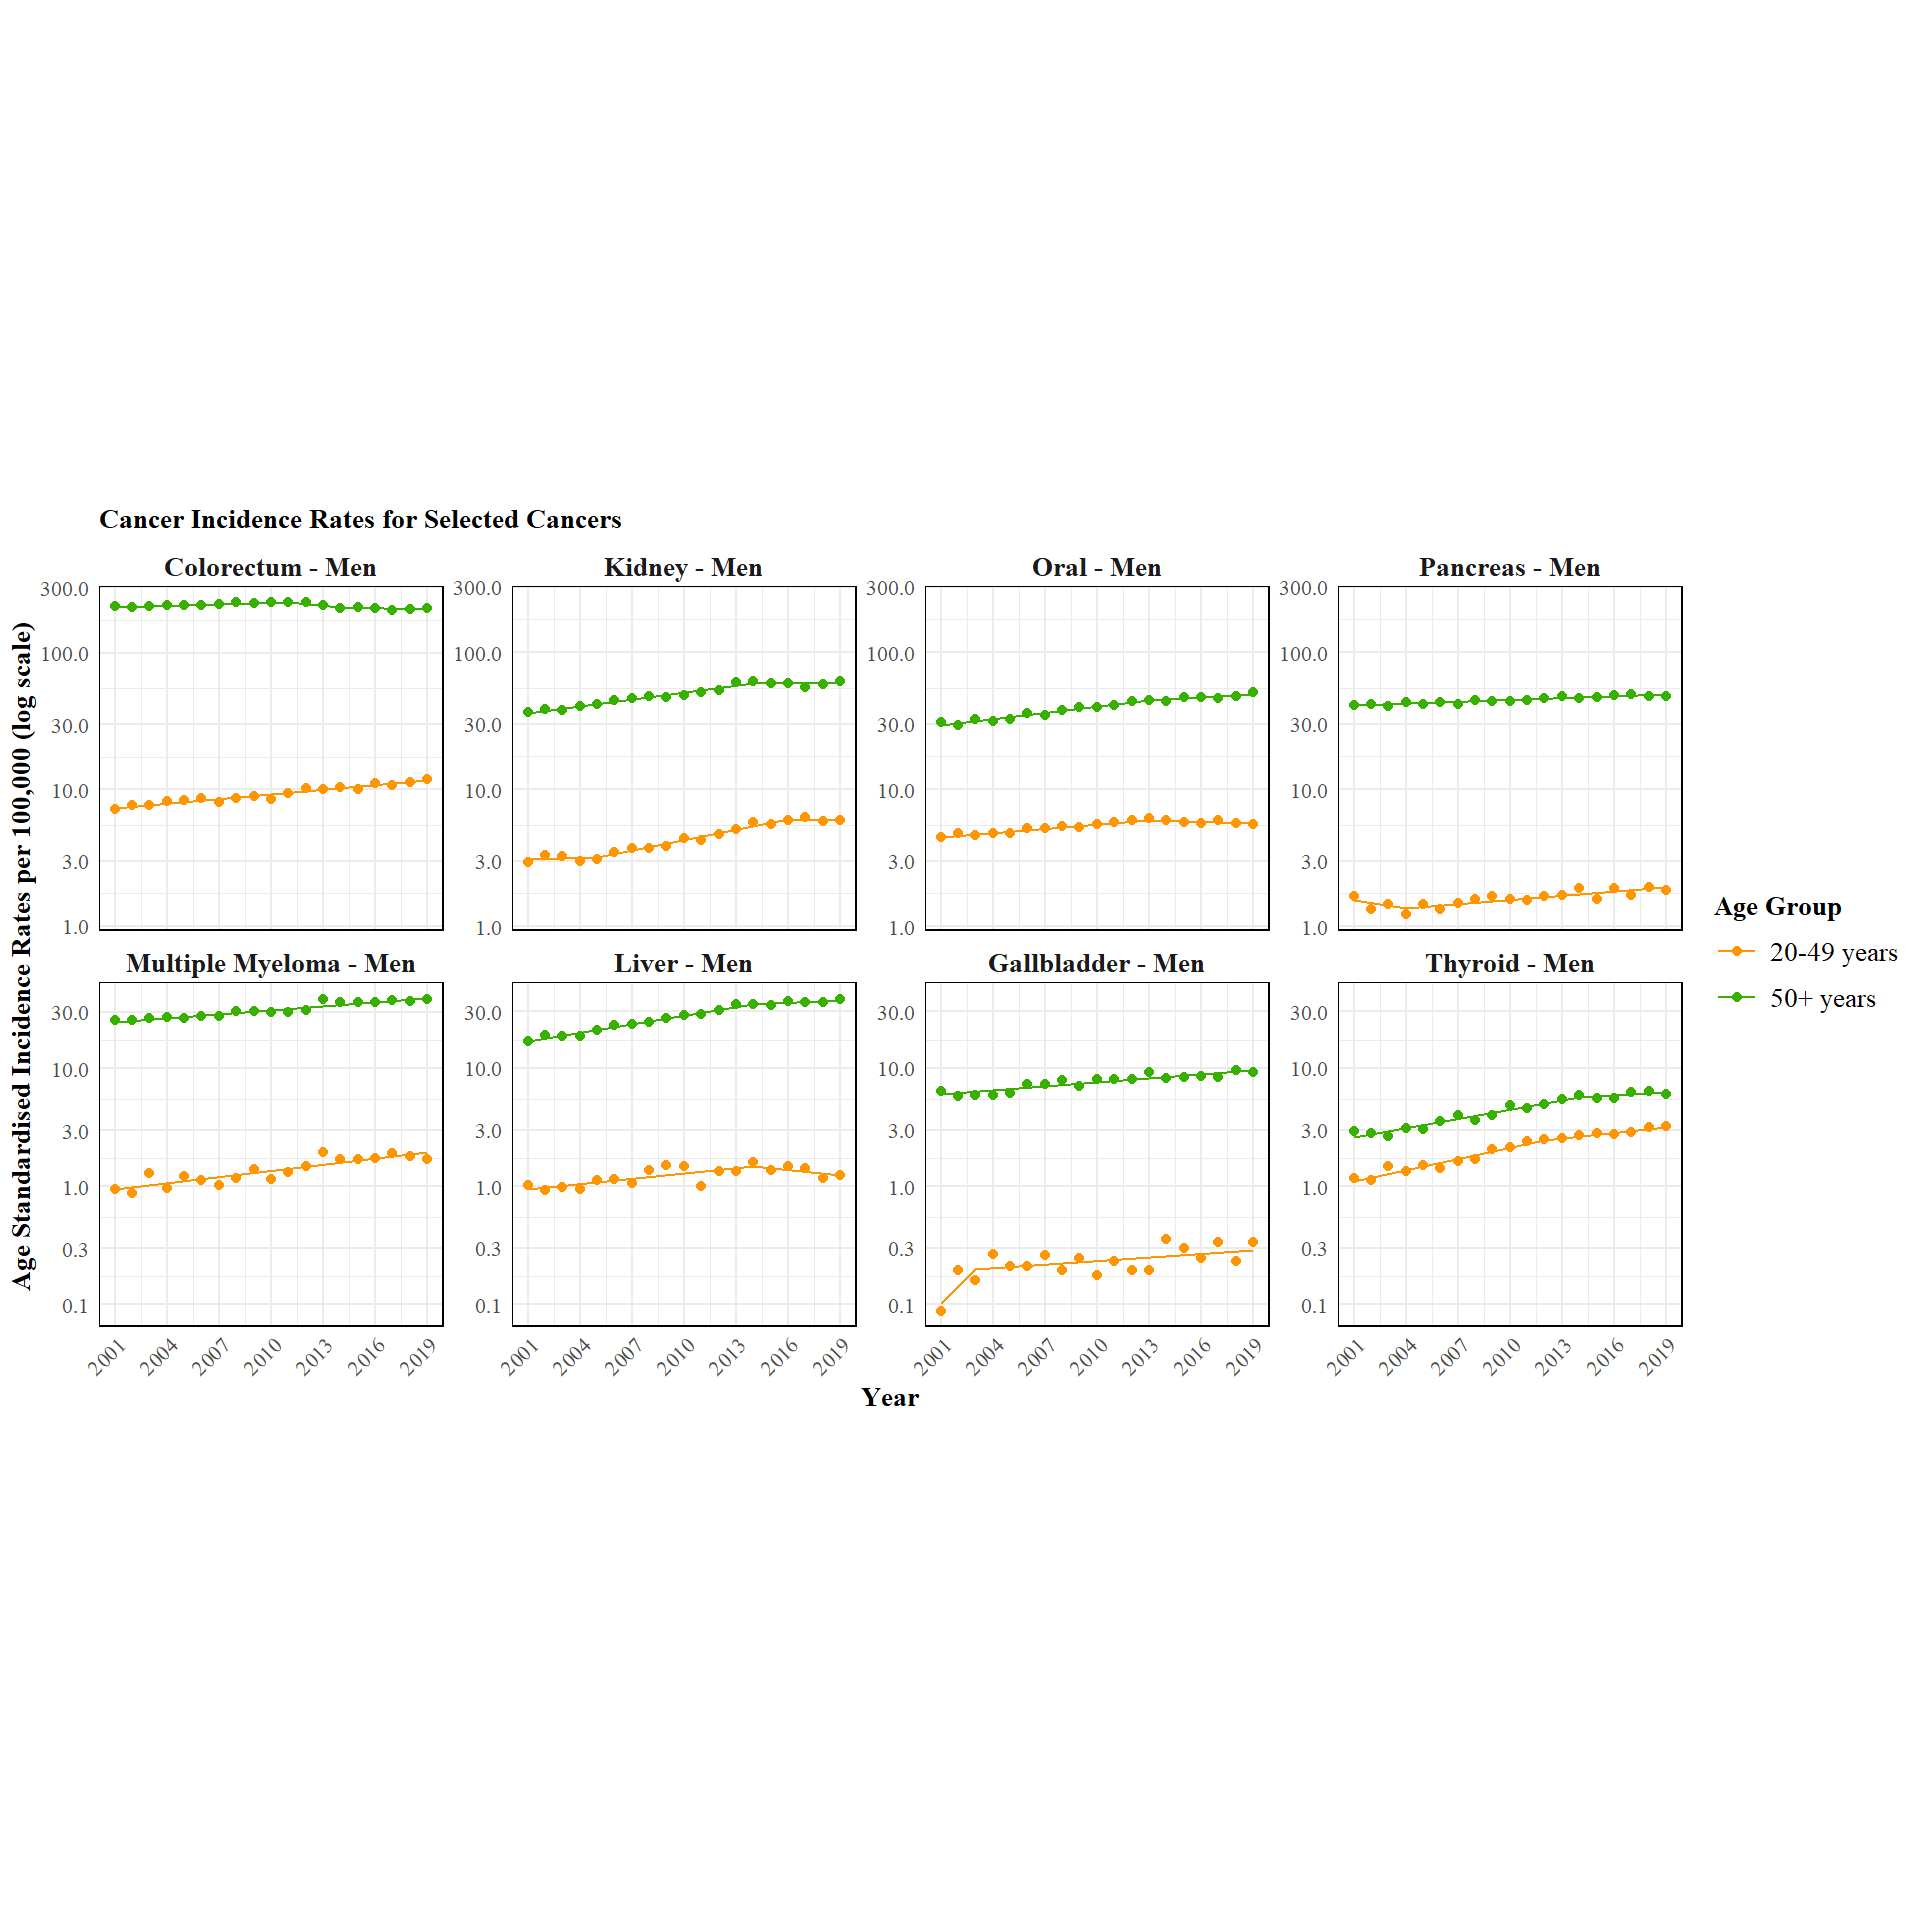 Cancer Incidence Rates for Selected Cancers
Colorectum - Men
Kidney - Men
Oral - Men
Pancreas - Men
300.0
100.0
30.0
10.0
3.0
1.0
300.0
100.0
30.0
10.0
3.0
1.0
300.0
100.0
30.0
10.0
3.0
1.0
300.0
100.0
30.0
10.0
3.0
1.0
Multiple Myeloma - Men
Liver - Men
Gallbladder - Men
Thyroid - Men
30.0
10.0
3.0
1.0
0.3
0.1
30.0
10.0
3.0
1.0
0.3
0.1
30.0
10.0
3.0
1.0
0.3
0.1
30.0
10.0
3.0
1.0
0.3
0.1
2001 2004 2007 2010 2013 2016 2019
2001 2004 2007 2010 2013 2016 2019
2001 2004 2007 2010 2013 2016 2019
2001 2004 2007 2010 2013 2016 2019
Year
Age Standardised Incidence Rates per 100,000 (log scale)
Age Group
20-49 years
50+ years